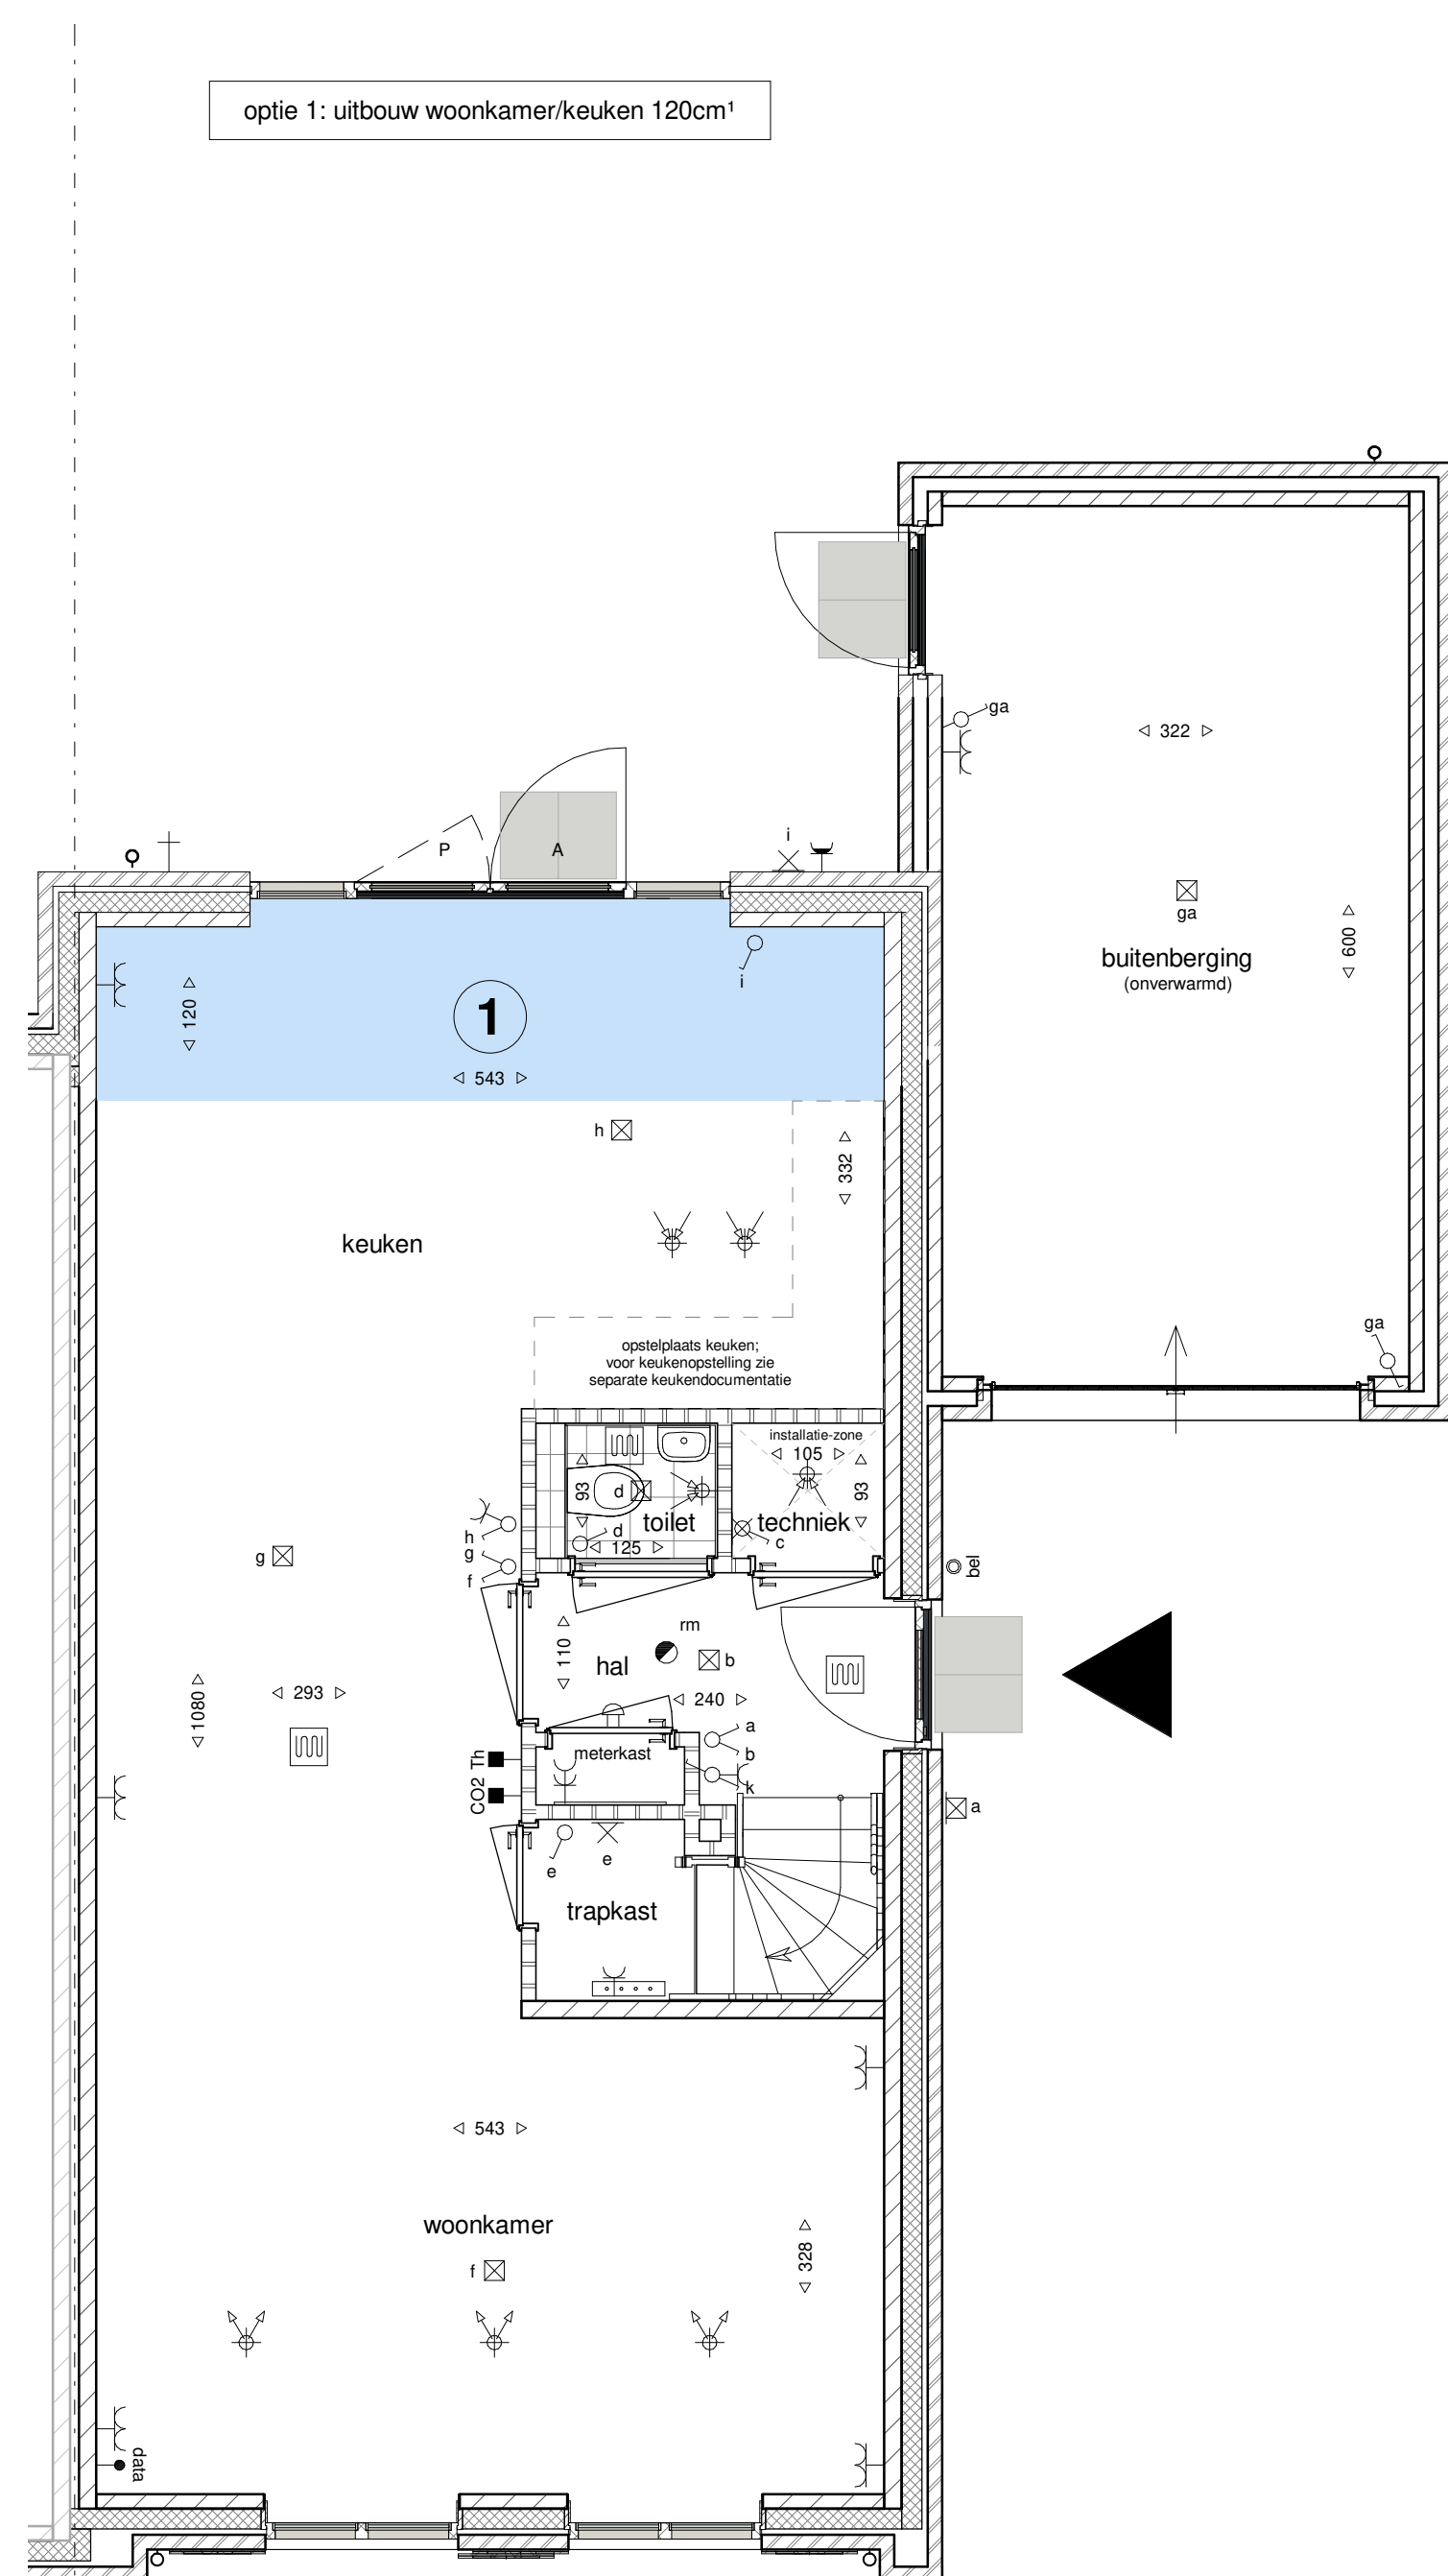 optie 1: uitbouw woonkamer/keuken 120cm¹
ga
322
P
A
i
ga
buitenberging
(onverwarmd)
600
i
120
1
543
h
332
keuken
ga
opstelplaats keuken;
voor keukenopstelling zie
separate keukendocumentatie
installatie-zone
105
93
d
93
toilet
techniek
h
d
125
c
g
f
g
bel
rm
110
hal
b
240
1080
293
a
meterkast
b
Th
CO2
k
a
e
e
trapkast
543
woonkamer
328
f
data